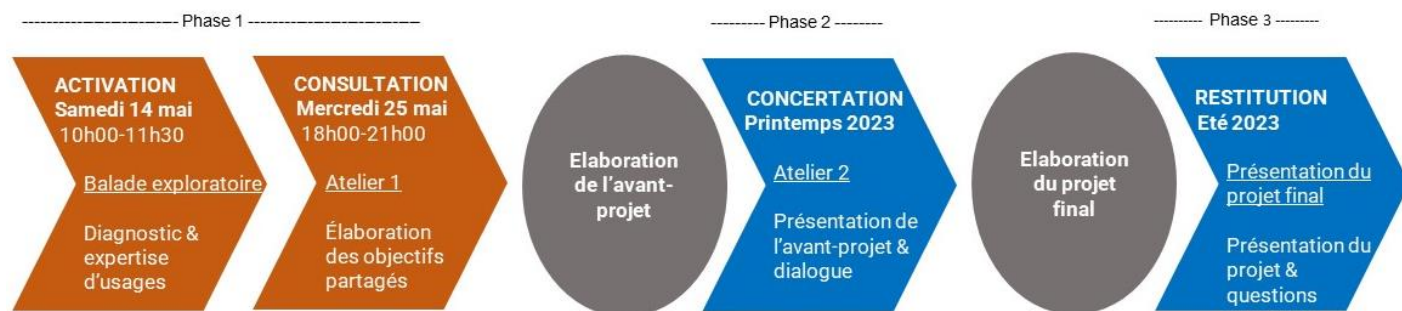 ---------------------------- Phase 1 -------------------------------
ACTIVATION
Samedi 14 mai
10h00-11h30
Balade exploratoire
Diagnostic &
expertise
d'usages
CONSULTATION
Mercredi 25 mai
18h00-21h00
Atelier 1
Élaboration
des objectifs
partagés
--------- Phase 2 --------
Elaboration
de l'avant-
projet
CONCERTATION
Printemps 2023
Atelier 2
Présentation de
l'avant-projet &
dialogue
---------- Phase 3 ---------
Elaboration
du projet
final
RESTITUTION
Eté 2023
Présentation du
projet final
Présentation du
projet &
questions